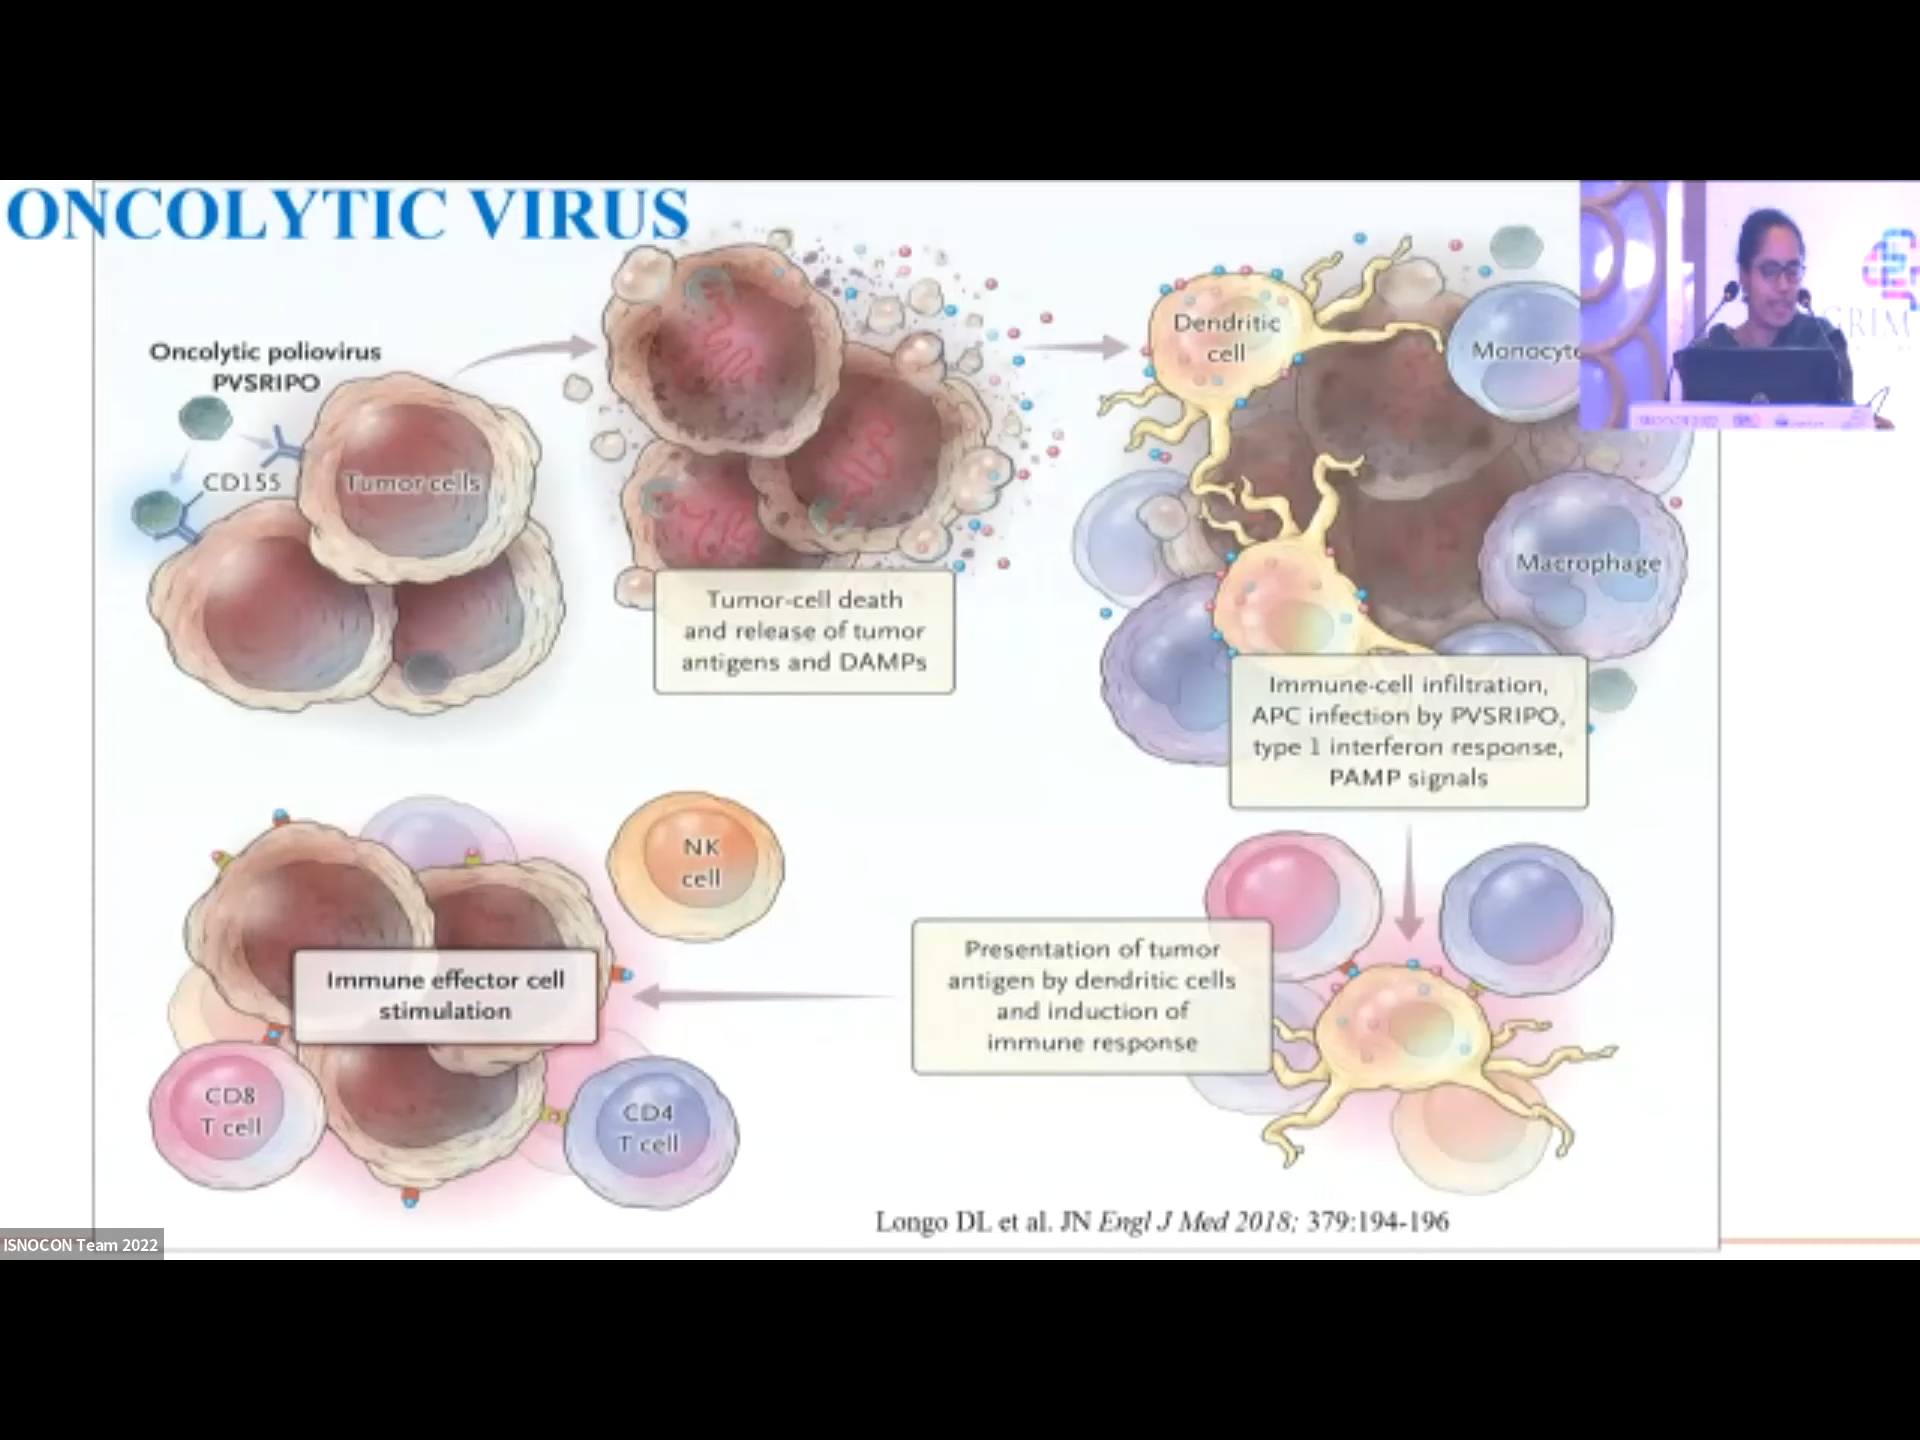 ONCOLYTIC VIRUS
Oncolytic poliovirus
PVSRIPO
CD155
Tumor cells
Tumor-cell death
and release of tumor
antigens and DAMPs
Dendritic
cell
Monocyte
Macrophage
Immune-cell infiltration,
APC infection by PVSRIPO,
type 1 interferon response,
PAMP signals
Presentation of tumor
antigen by dendritic cells
and induction of
immune response
NK
cell
Immune effector cell
stimulation
CD8
T cell
CD4
T cell
Longo DL et al. JN Engl J Med 2018; 379:194-196
ISNOCON Team 2022
GRIM